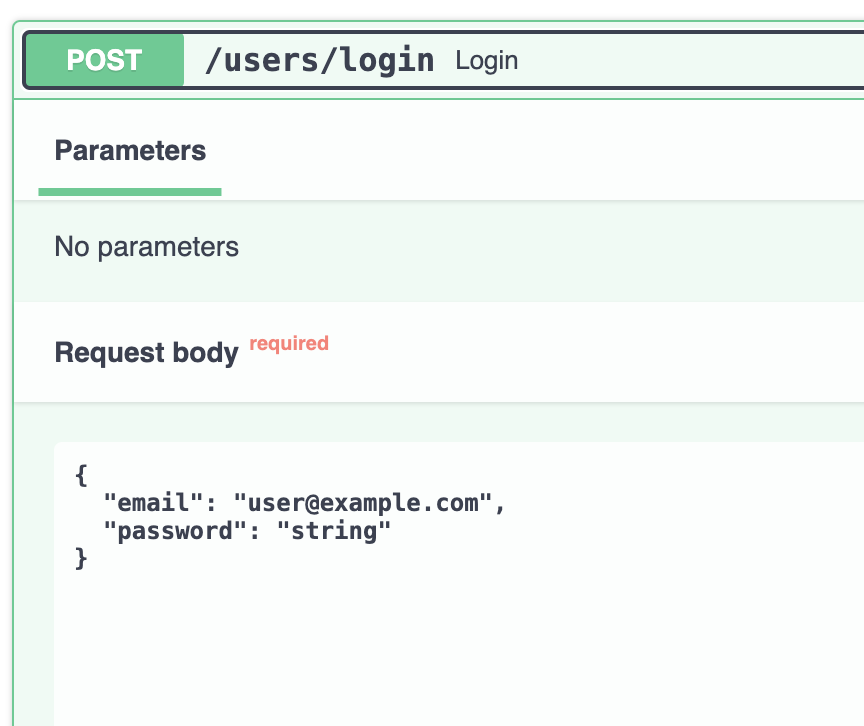 POST /users/login Login
Parameters
No parameters
Request body required
{
"email": "user@example.com",
"password": "string"
}